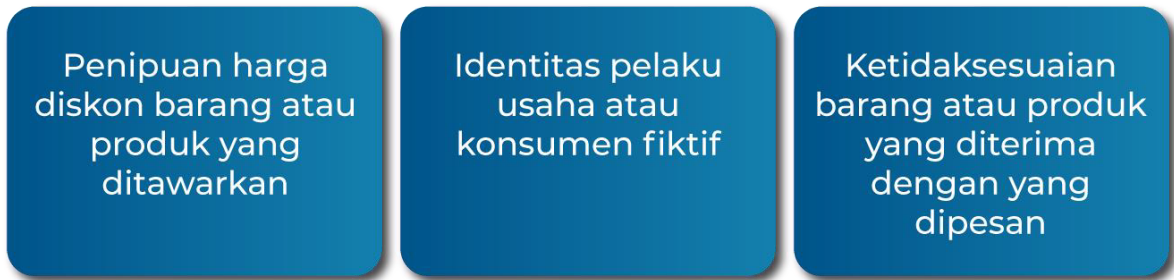 Penipuan harga
diskon barang atau
produk yang
ditawarkan
Identitas pelaku
usaha atau
konsumen fiktif
Ketidaksesuaian
barang atau produk
yang diterima
dengan yang
dipesan